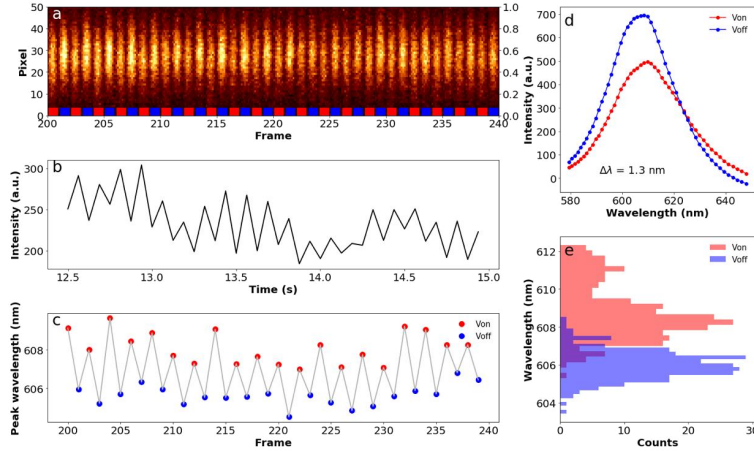 a
50
40
30
20
10
0
Pixel
1.0
0.8
0.6
0.4
0.2
0.0
200 205 210 215 220 225 230 235 240
Frame
b
300
250
200
Intensity (a.u.)
12.5 13.0 13.5 14.0 14.5 15.0
Time (s)
c
Von
Voff
608
606
Peak wavelength (nm)
200 205 210 215 220 225 230 235 240
Frame
d
Von
Voff
700
600
500
400
300
200
100
0
Intensity (a.u.)
Δλ = 1.3 nm
580 600 620 640
Wavelength (nm)
e
Von
Voff
612
610
608
606
604
Wavelength (nm)
0 10 20 30
Counts